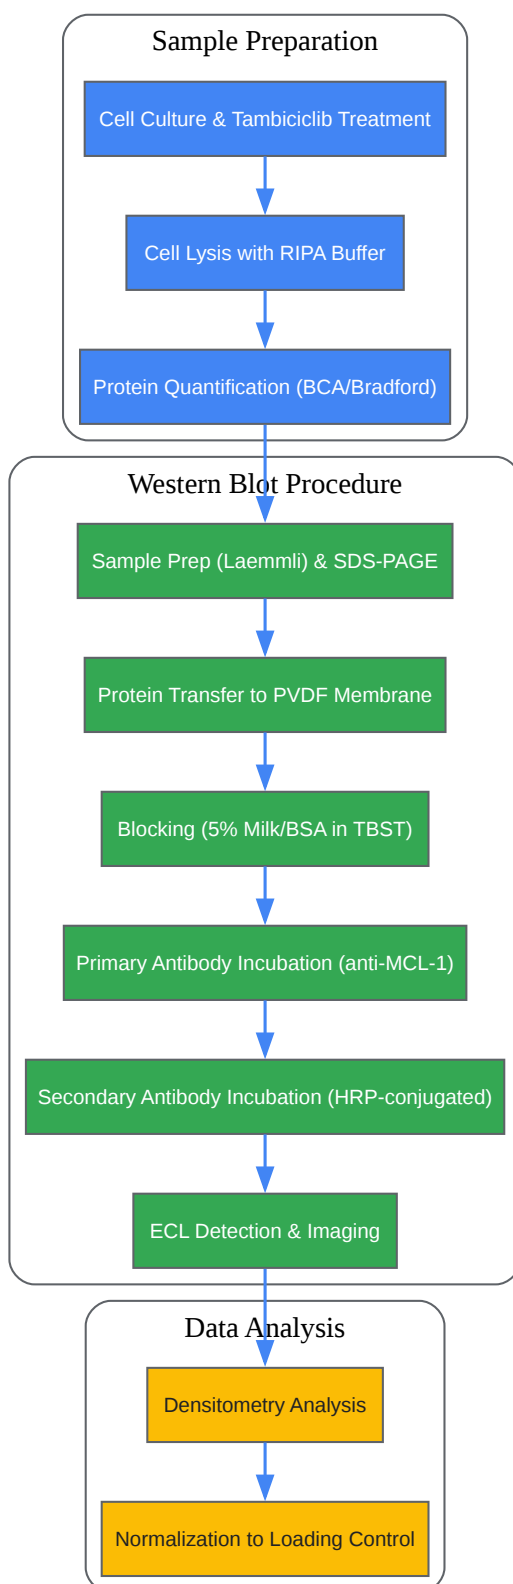 Sample Preparation
Cell Culture & Tambiciclib Treatment
Cell Lysis with RIPA Buffer
Protein Quantification (BCA/Bradford)
Western Blot Procedure
Sample Prep (Laemmli) & SDS-PAGE
Protein Transfer to PVDF Membrane
Blocking (5% Milk/BSA in TBST)
Primary Antibody Incubation (anti-MCL-1)
Secondary Antibody Incubation (HRP-conjugated)
ECL Detection & Imaging
Data Analysis
Densitometry Analysis
Normalization to Loading Control